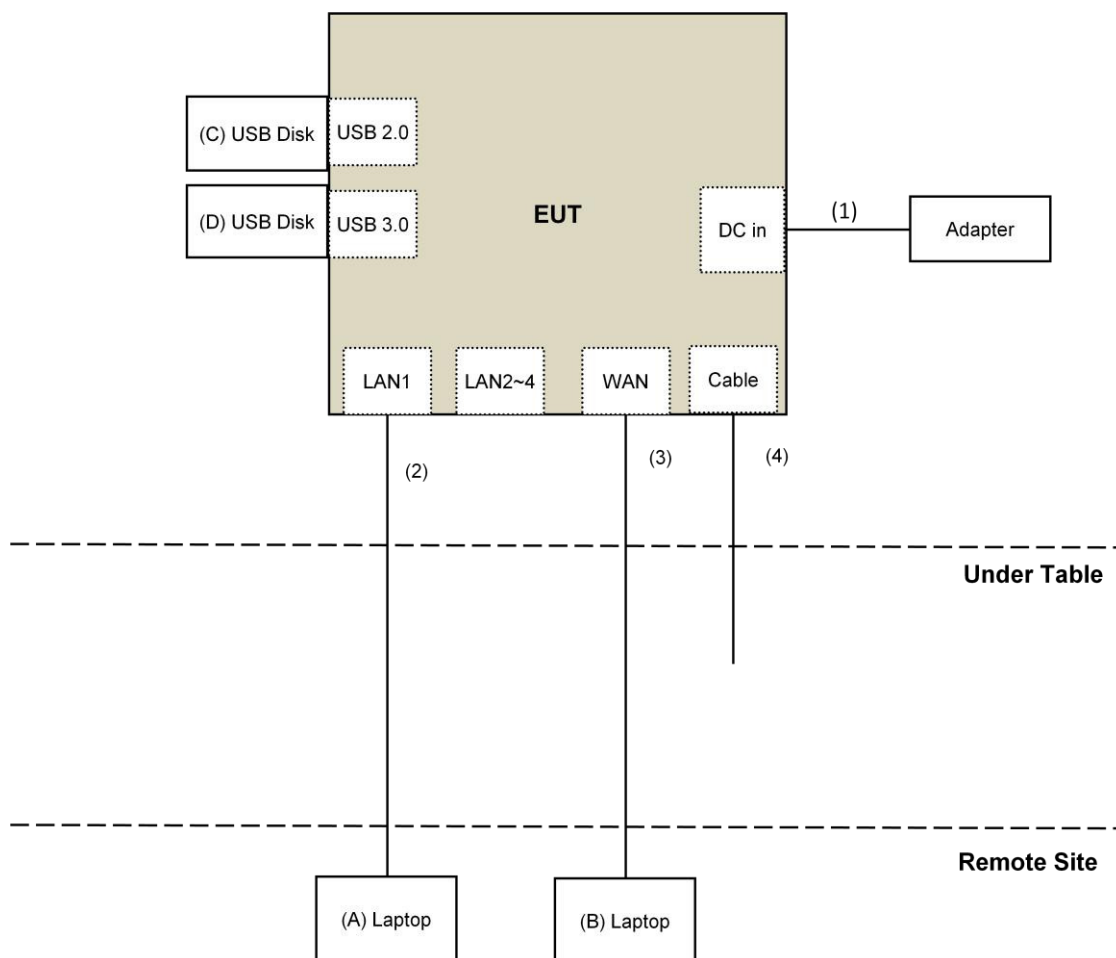 (C) USB Disk
USB 2.0
(D) USB Disk
USB 3.0
EUT
DC in
(1)
Adapter
LAN1
LAN2~4
WAN
Cable
(2)
(3)
(4)
Under Table
Remote Site
(A) Laptop
(B) Laptop